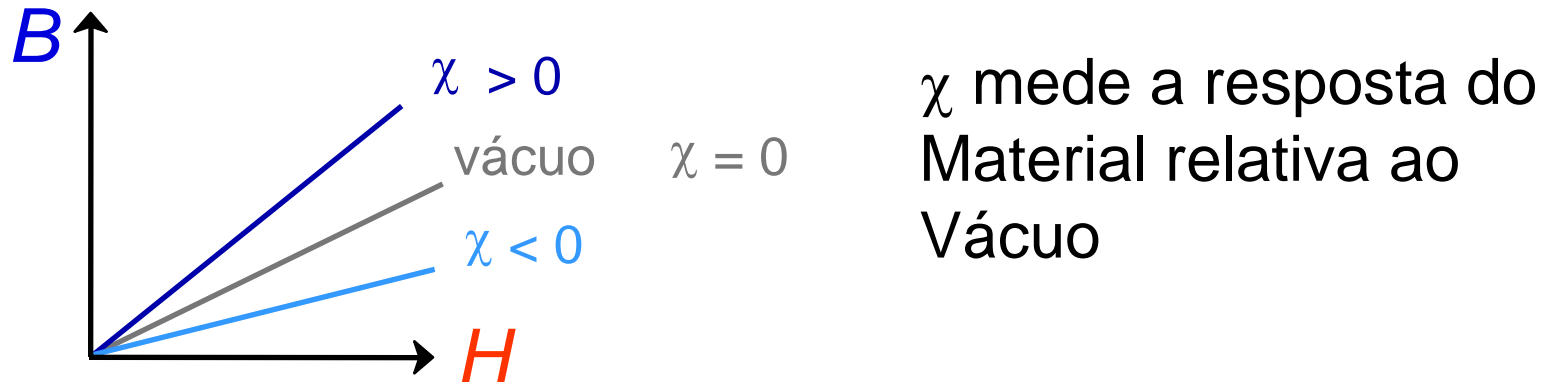 B
χ > 0
vácuo χ = 0
χ < 0
H
χ mede a resposta do
Material relativa ao
Vácuo